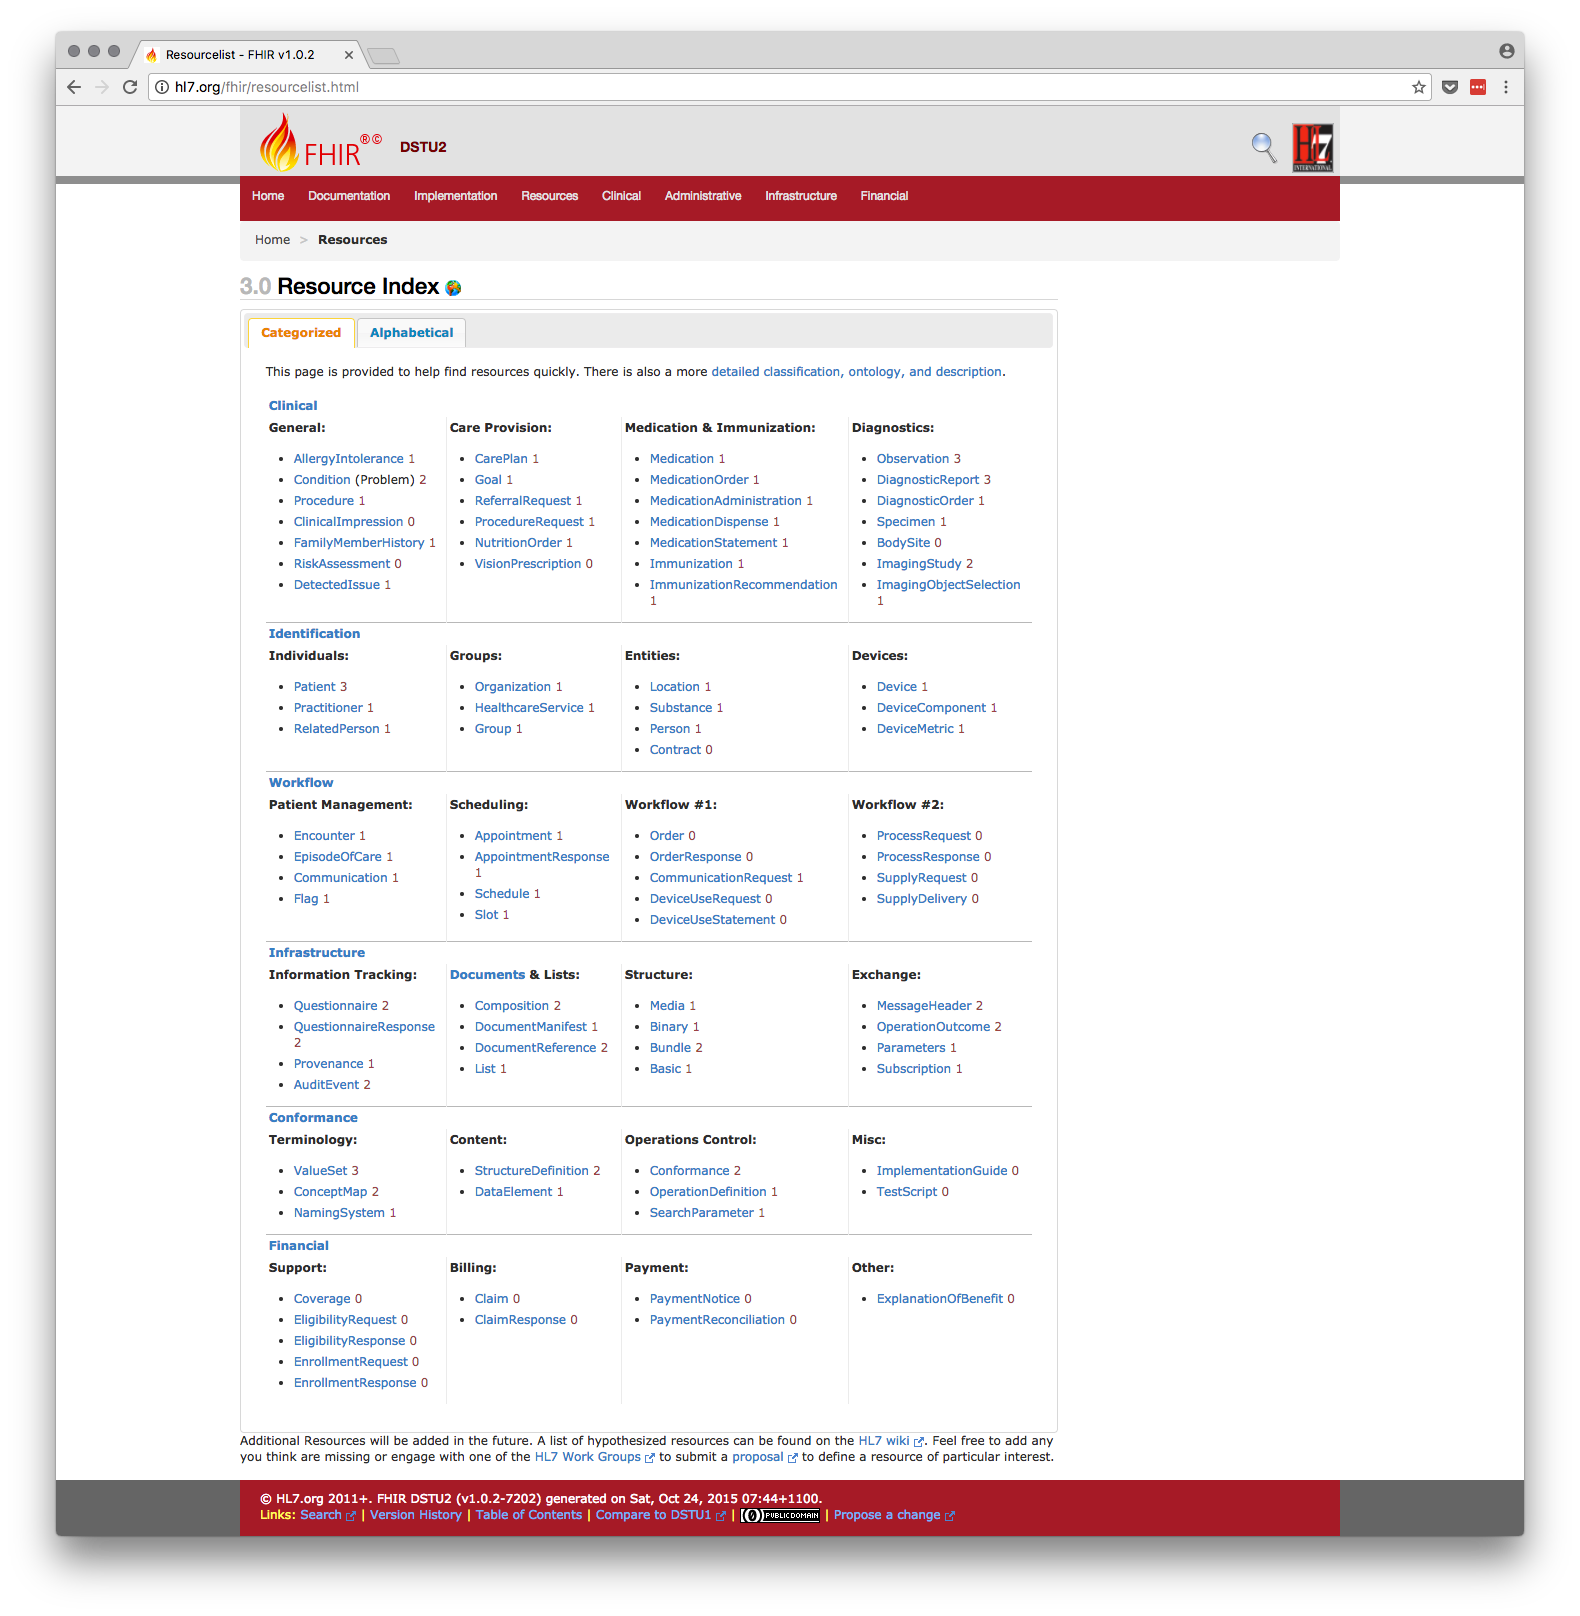 Resourcelist - FHIR v1.0.2
hl7.org/fhir/resourcelist.html
FHIR®© DSTU2
HL7 INTERNATIONAL
Home Documentation Implementation Resources Clinical Administrative Infrastructure Financial
Home > Resources
3.0 Resource Index
Categorized Alphabetical
This page is provided to help find resources quickly. There is also a more detailed classification, ontology, and description.
Clinical
General:
AllergyIntolerance 1
Condition (Problem) 2
Procedure 1
ClinicalImpression 0
FamilyMemberHistory 1
RiskAssessment 0
DetectedIssue 1
Care Provision:
CarePlan 1
Goal 1
ReferralRequest 1
ProcedureRequest 1
NutritionOrder 1
VisionPrescription 0
Medication & Immunization:
Medication 1
MedicationOrder 1
MedicationAdministration 1
MedicationDispense 1
MedicationStatement 1
Immunization 1
ImmunizationRecommendation
1
Diagnostics:
Observation 3
DiagnosticReport 3
DiagnosticOrder 1
Specimen 1
BodySite 0
ImagingStudy 2
ImagingObjectSelection
1
Identification
Individuals:
Patient 3
Practitioner 1
RelatedPerson 1
Groups:
Organization 1
HealthcareService 1
Group 1
Entities:
Location 1
Substance 1
Person 1
Contract 0
Devices:
Device 1
DeviceComponent 1
DeviceMetric 1
Workflow
Patient Management:
Encounter 1
EpisodeOfCare 1
Communication 1
Flag 1
Scheduling:
Appointment 1
AppointmentResponse
1
Schedule 1
Slot 1
Workflow #1:
Order 0
OrderResponse 0
CommunicationRequest 1
DeviceUseRequest 0
DeviceUseStatement 0
Workflow #2:
ProcessRequest 0
ProcessResponse 0
SupplyRequest 0
SupplyDelivery 0
Infrastructure
Information Tracking:
Questionnaire 2
QuestionnaireResponse
2
Provenance 1
AuditEvent 2
Documents & Lists:
Composition 2
DocumentManifest 1
DocumentReference 2
List 1
Structure:
Media 1
Binary 1
Bundle 2
Basic 1
Exchange:
MessageHeader 2
OperationOutcome 2
Parameters 1
Subscription 1
Conformance
Terminology:
ValueSet 3
ConceptMap 2
NamingSystem 1
Content:
StructureDefinition 2
DataElement 1
Operations Control:
Conformance 2
OperationDefinition 1
SearchParameter 1
Misc:
ImplementationGuide 0
TestScript 0
Financial
Support:
Coverage 0
EligibilityRequest 0
EligibilityResponse 0
EnrollmentRequest 0
EnrollmentResponse 0
Billing:
Claim 0
ClaimResponse 0
Payment:
PaymentNotice 0
PaymentReconciliation 0
Other:
ExplanationOfBenefit 0
Additional Resources will be added in the future. A list of hypothesized resources can be found on the HL7 wiki. Feel free to add any
you think are missing or engage with one of the HL7 Work Groups to submit a proposal to define a resource of particular interest.
© HL7.org 2011+. FHIR DSTU2 (v1.0.2-7202) generated on Sat, Oct 24, 2015 07:44+1100.
Links: Search | Version History | Table of Contents | Compare to DSTU1 | PUBLIC DOMAIN | Propose a change